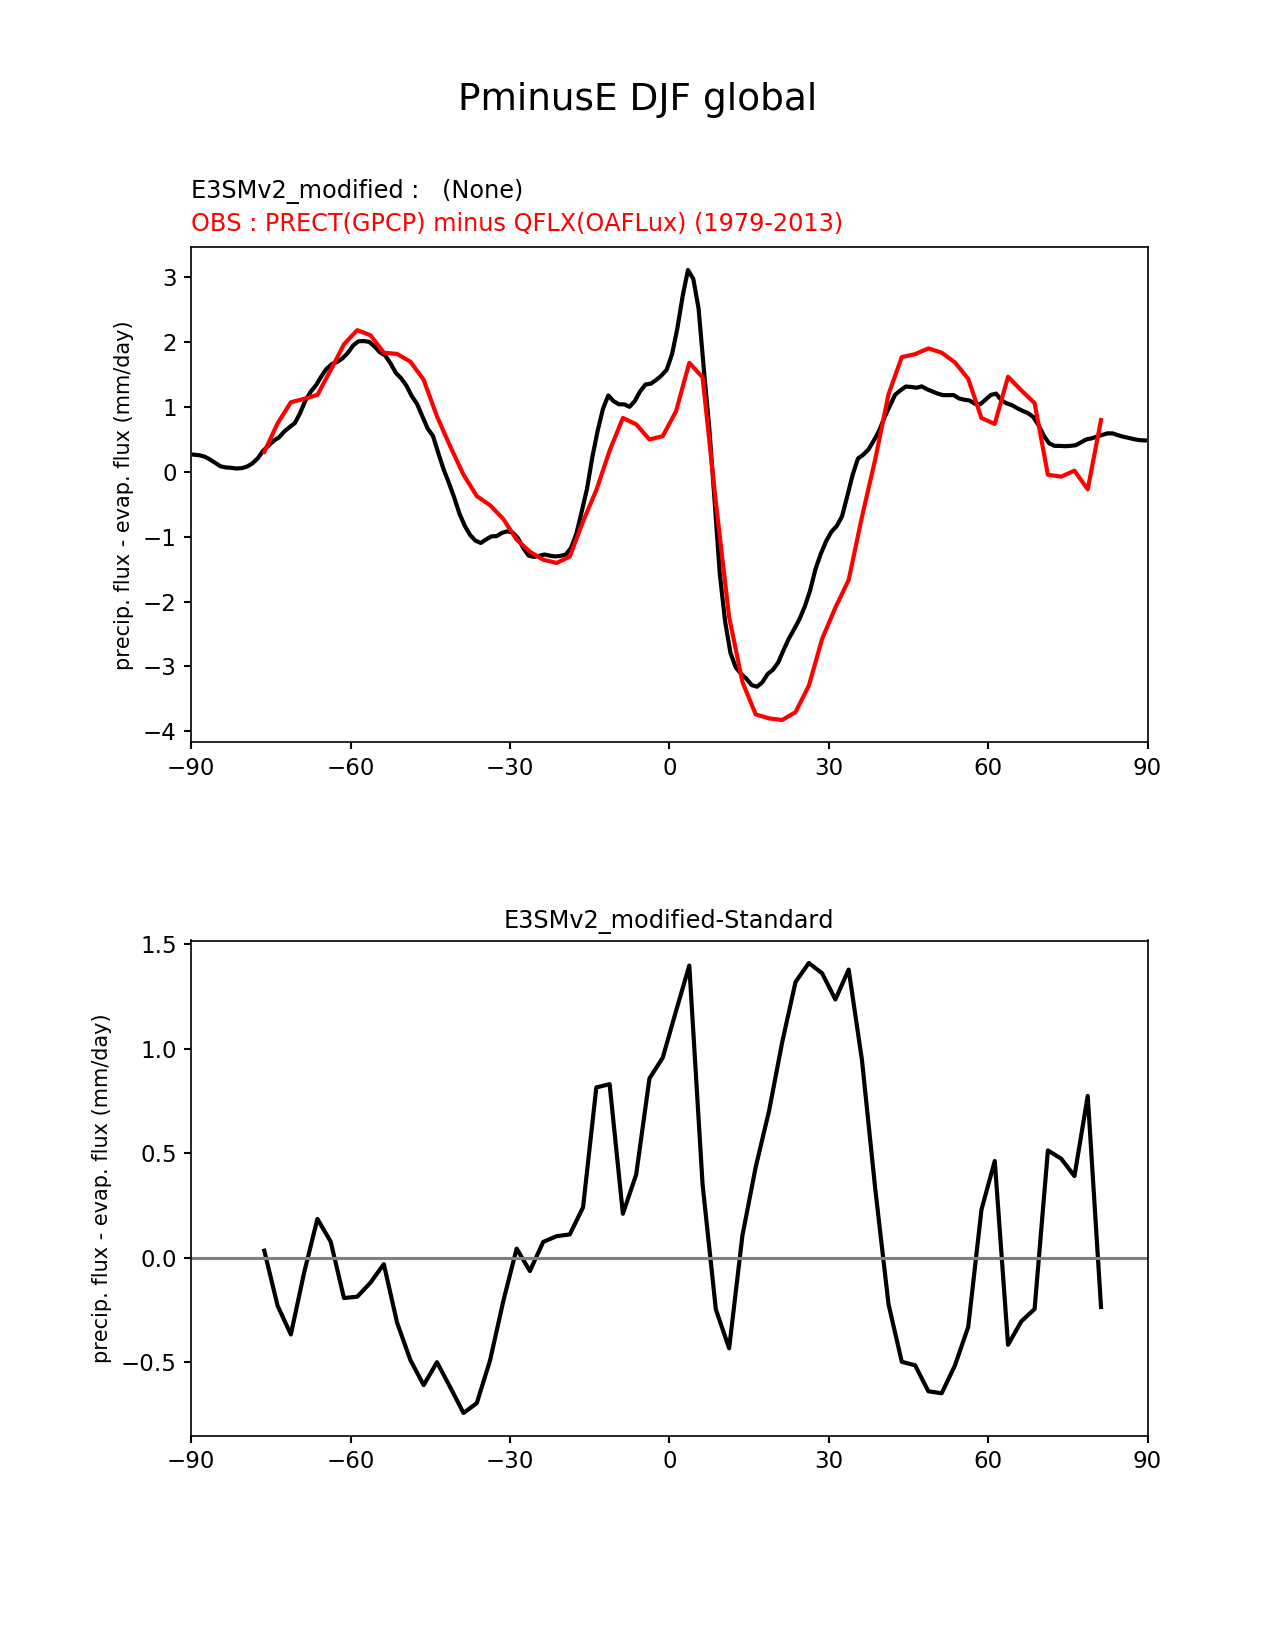 PminusE DJF global
E3SMv2_modified :   (None)
OBS : PRECT(GPCP) minus QFLX(OAFLux) (1979-2013)
precip. flux - evap. flux (mm/day)
3
2
1
0
−1
−2
−3
−4
−90 −60 −30 0 30 60 90
E3SMv2_modified-Standard
precip. flux - evap. flux (mm/day)
1.5
1.0
0.5
0.0
−0.5
−90 −60 −30 0 30 60 90